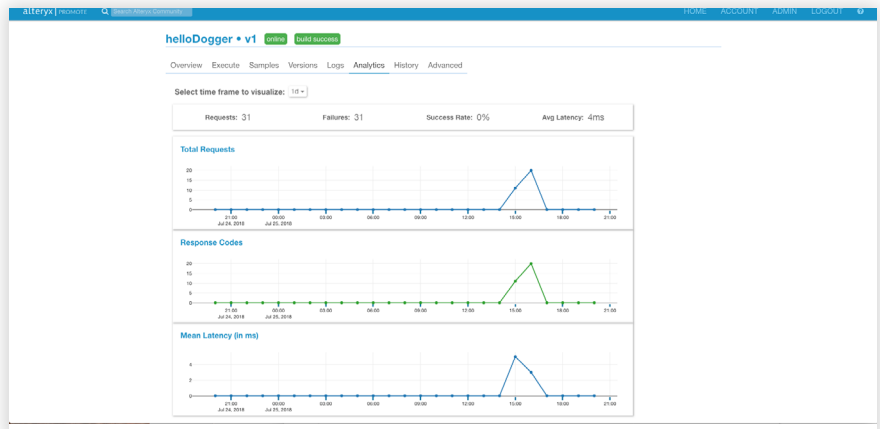 alteryx | PROMOTE Search Alteryx Community HOME ACCOUNT ADMIN LOGOUT
helloDogger • v1 online build success
Overview Execute Samples Versions Logs Analytics History Advanced
Select time frame to visualize: 1d
Requests: 31 Failures: 31 Success Rate: 0% Avg Latency: 4ms
Total Requests
20
15
10
5
0
21:00 00:00 03:00 06:00 09:00 12:00 15:00 18:00 21:00
Jul 24, 2018 Jul 25, 2018
Response Codes
20
15
10
5
0
21:00 00:00 03:00 06:00 09:00 12:00 15:00 18:00 21:00
Jul 24, 2018 Jul 25, 2018
Mean Latency (in ms)
4
2
0
21:00 00:00 03:00 06:00 09:00 12:00 15:00 18:00 21:00
Jul 24, 2018 Jul 25, 2018